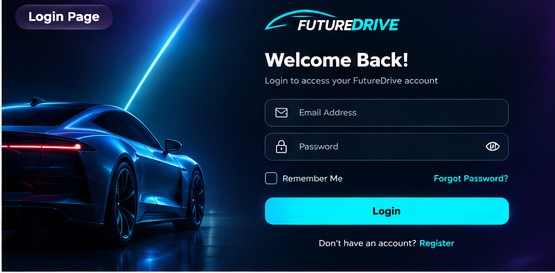 Login Page
FUTUREDRIVE
Welcome Back!
Login to access your FutureDrive account
Email Address
Password
Remember Me
Forgot Password?
Login
Don't have an account? Register